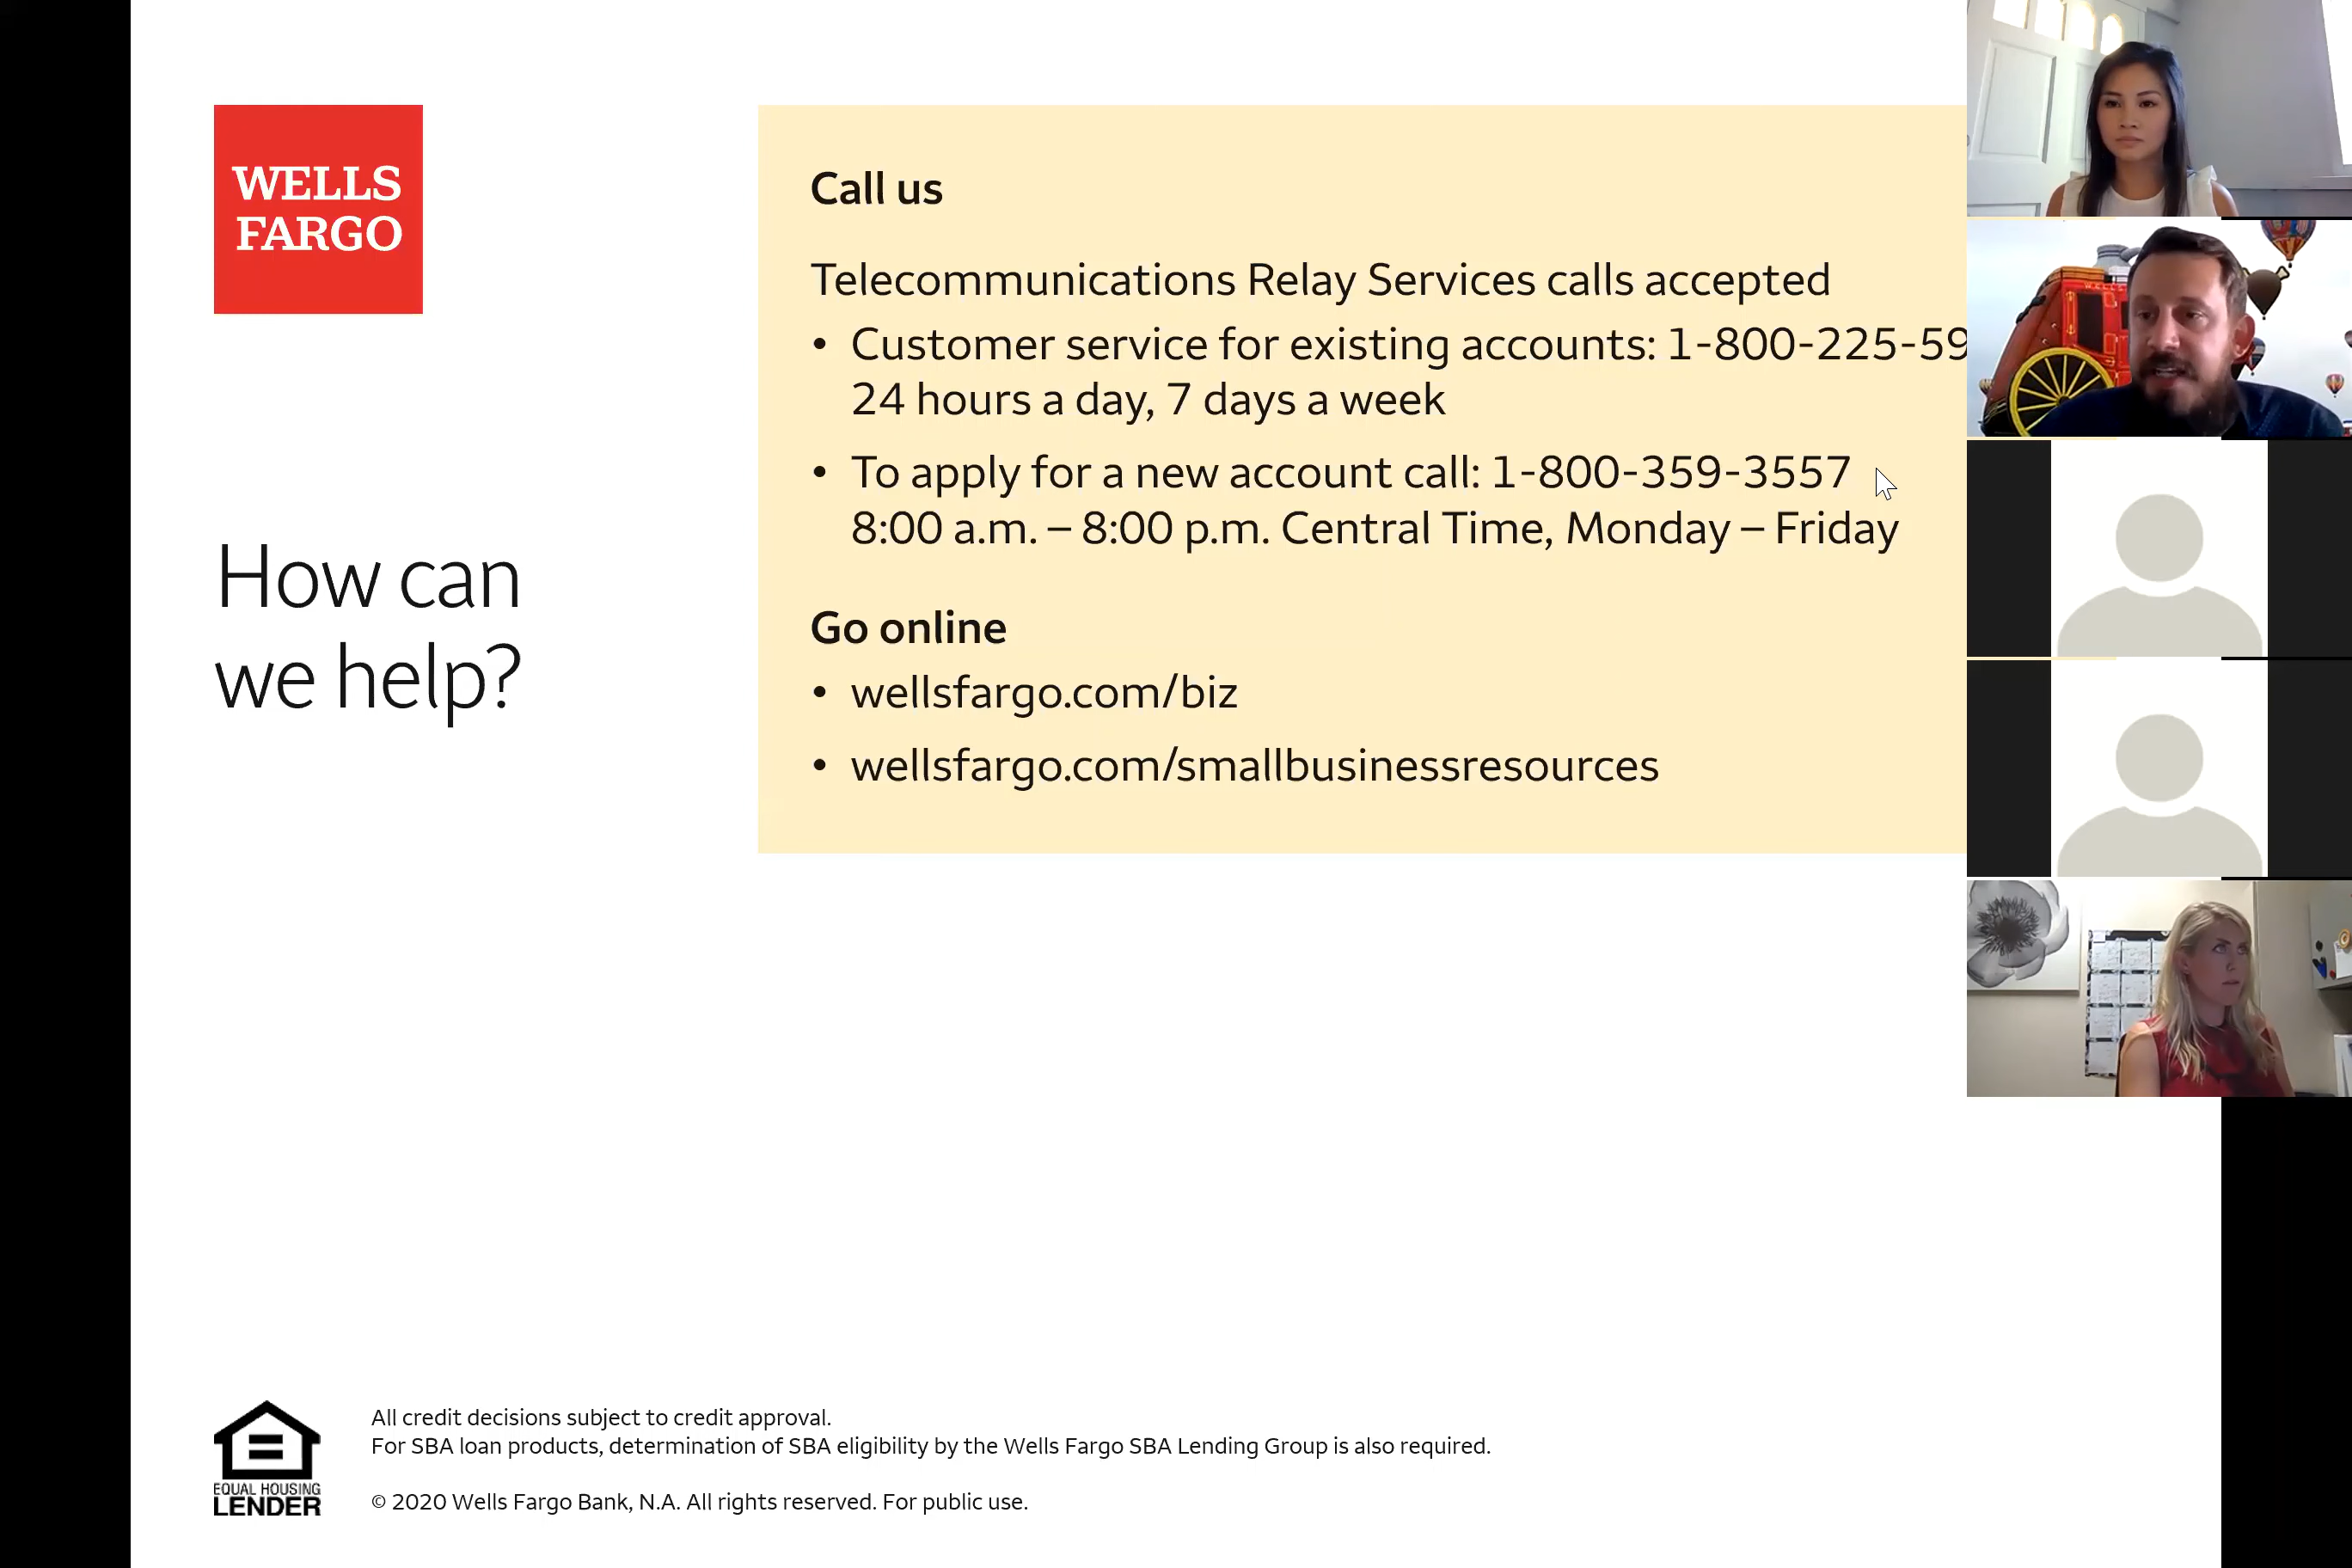 WELLS
FARGO
How can
we help?
Call us
Telecommunications Relay Services calls accepted
• Customer service for existing accounts: 1-800-225-59
24 hours a day, 7 days a week
• To apply for a new account call: 1-800-359-3557
8:00 a.m. – 8:00 p.m. Central Time, Monday – Friday
Go online
• wellsfargo.com/biz
• wellsfargo.com/smallbusinessresources
EQUAL HOUSING
LENDER
All credit decisions subject to credit approval.
For SBA loan products, determination of SBA eligibility by the Wells Fargo SBA Lending Group is also required.
© 2020 Wells Fargo Bank, N.A. All rights reserved. For public use.